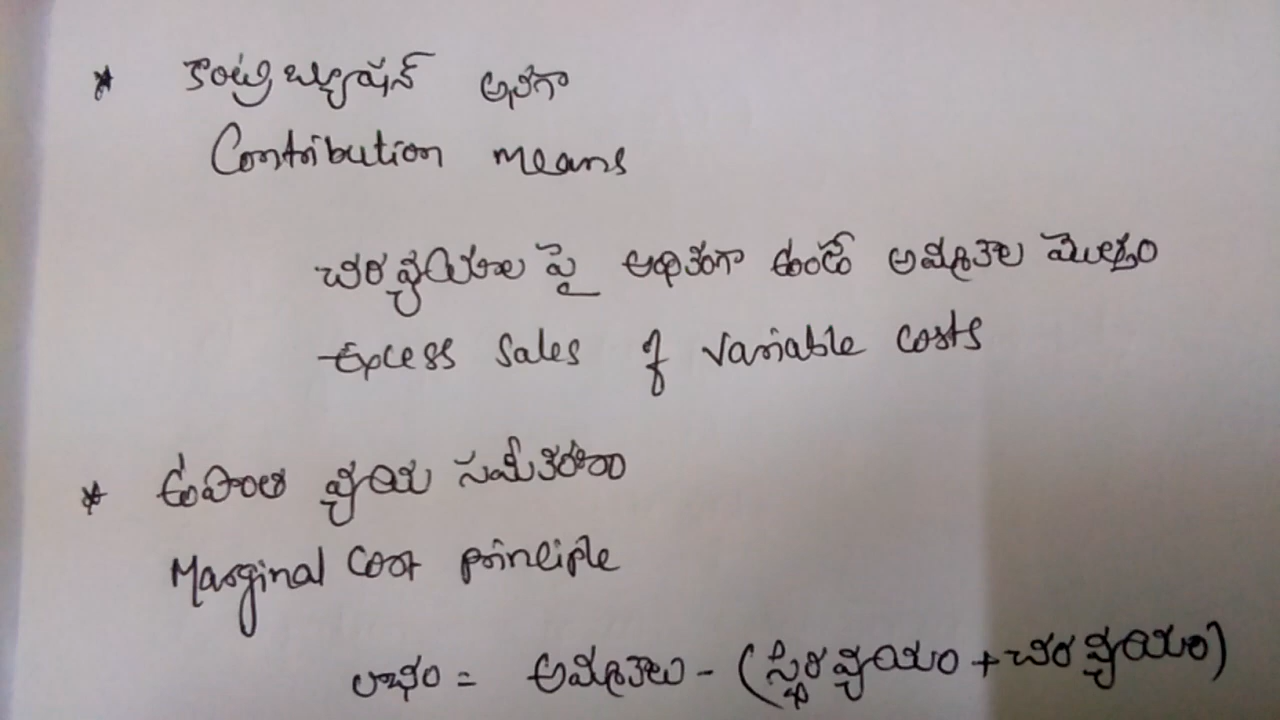 * కాంట్రిబ్యూషన్ అనగా
Contribution means
చర వ్యయాల పై అధికంగా ఉండే అమ్మకాల మొత్తం
Excess Sales of variable costs
* ఉపాంత వ్యయ సమీకరణం
Marginal Cost principle
లాభం = అమ్మకాలు - (స్థిర వ్యయం + చర వ్యయం)